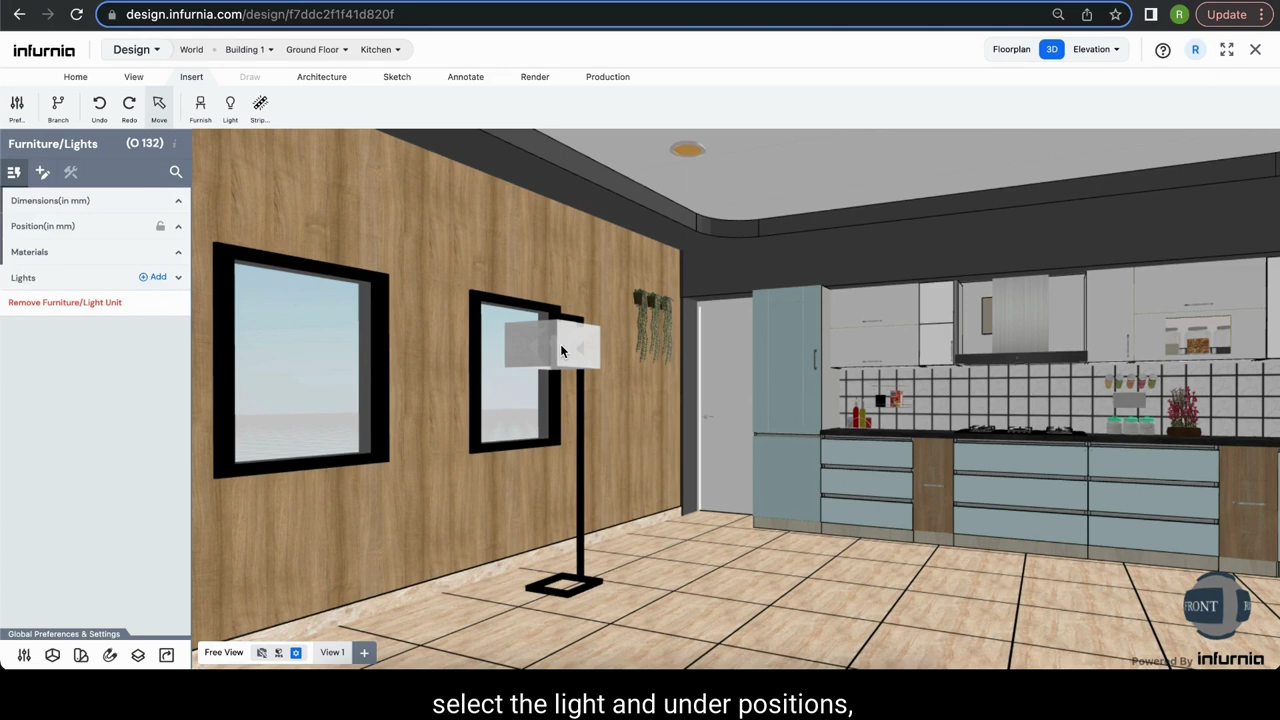 design.infurnia.com/design/f7ddc2f1f41d820f
R
Update
infurnia
Design
World
Building 1
Ground Floor
Kitchen
Floorplan
3D
Elevation
R
Home
View
Insert
Draw
Architecture
Sketch
Annotate
Render
Production
Pref..
Branch
Undo
Redo
Move
Furnish
Light
Strip...
Furniture/Lights
(O 132)
i
Dimensions(in mm)
Position(in mm)
Materials
Lights
Add
Remove Furniture/Light Unit
Global Preferences & Settings
Free View
View 1
FRONT
Powered By infurnia
select the light and under positions,